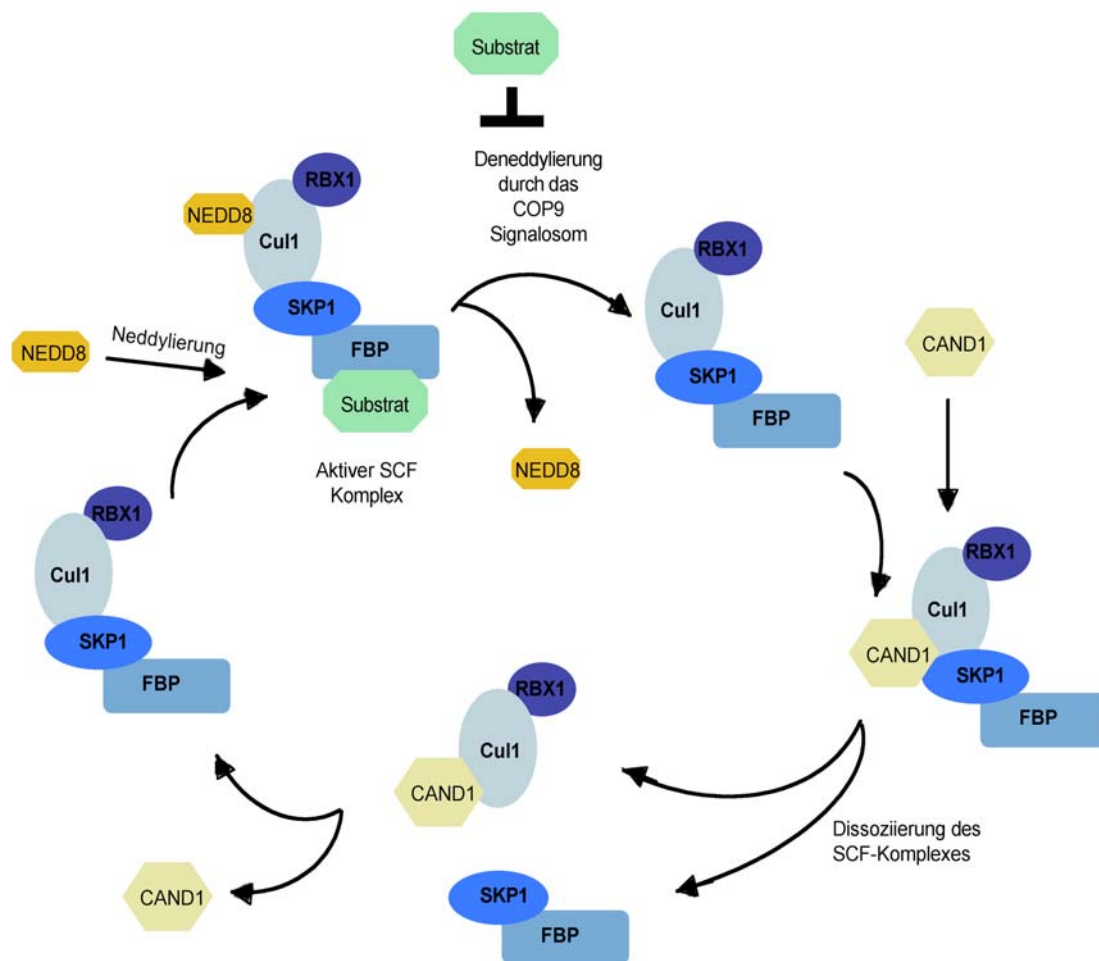 Substrat
Deneddylierung
durch das
COP9
Signalosom
RBX1
NEDD8
Cul1
SKP1
FBP
Substrat
Aktiver SCF
Komplex
NEDD8
Neddylierung
NEDD8
RBX1
Cul1
SKP1
FBP
CAND1
RBX1
Cul1
CAND1
SKP1
FBP
Dissoziierung des
SCF-Komplexes
RBX1
Cul1
CAND1
SKP1
FBP
CAND1
RBX1
Cul1
SKP1
FBP